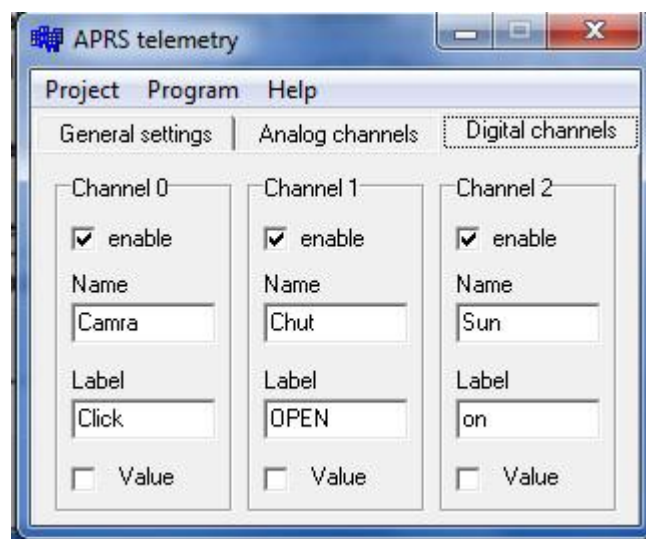 APRS telemetry
Project Program Help
General settings Analog channels Digital channels
Channel 0 Channel 1 Channel 2
enable enable enable
Name Name Name
Camra Chut Sun
Label Label Label
Click OPEN on
Value Value Value